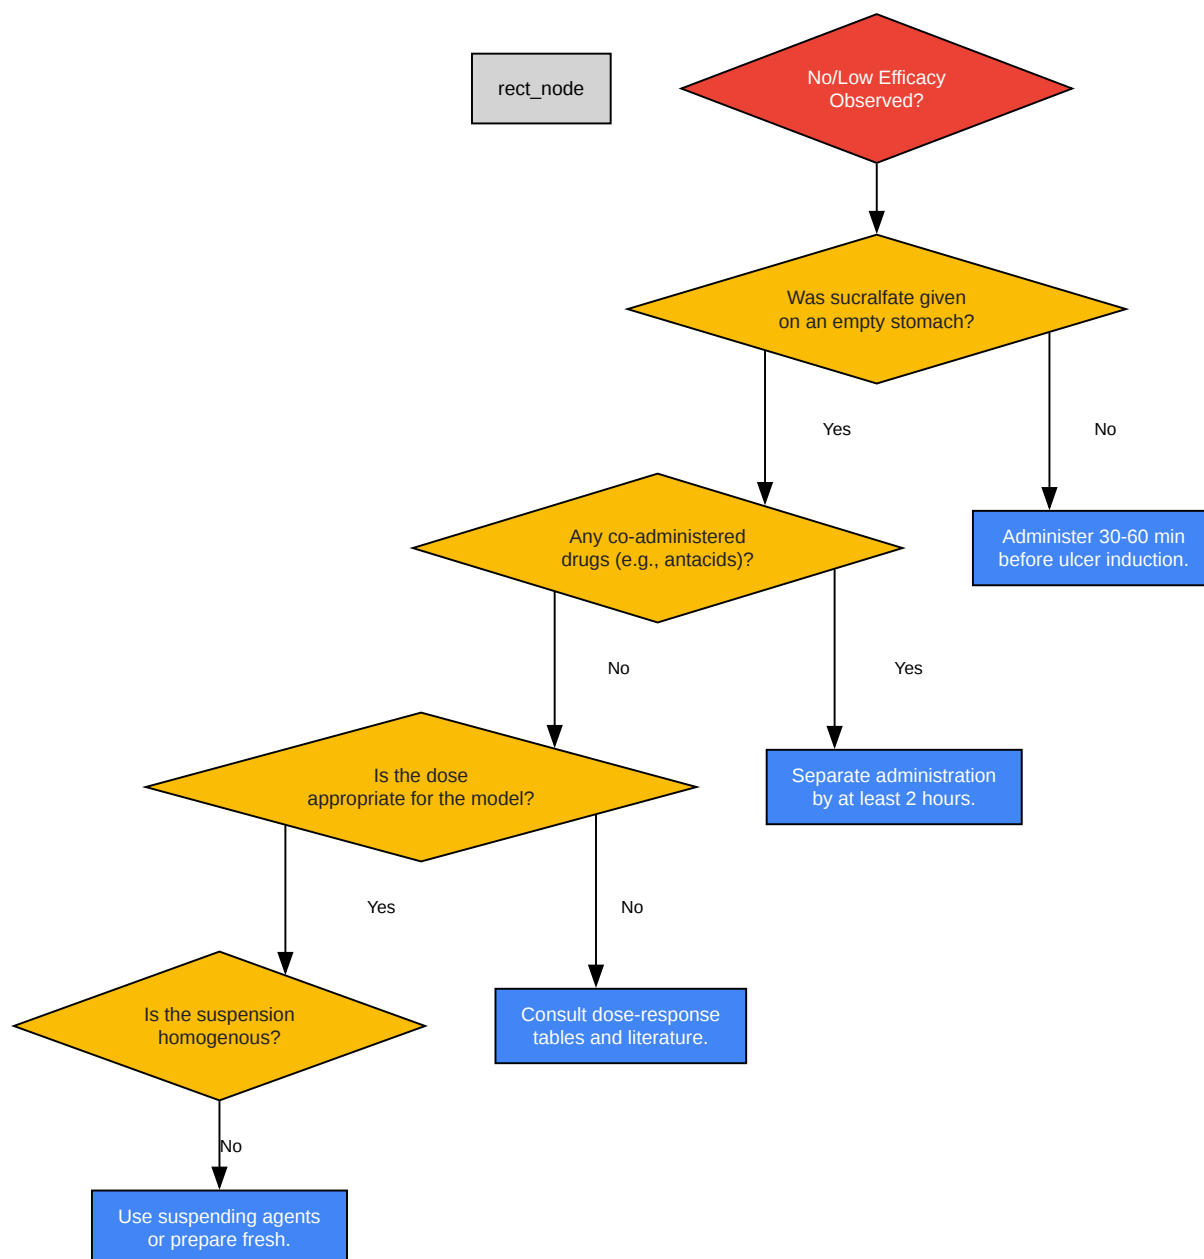 rect_node
No/Low Efficacy
Observed?
Was sucralfate given
on an empty stomach?
Yes
No
Any co-administered
drugs (e.g., antacids)?
Administer 30-60 min
before ulcer induction.
No
Yes
Is the dose
appropriate for the model?
Separate administration
by at least 2 hours.
Yes
No
Is the suspension
homogenous?
Consult dose-response
tables and literature.
No
Use suspending agents
or prepare fresh.